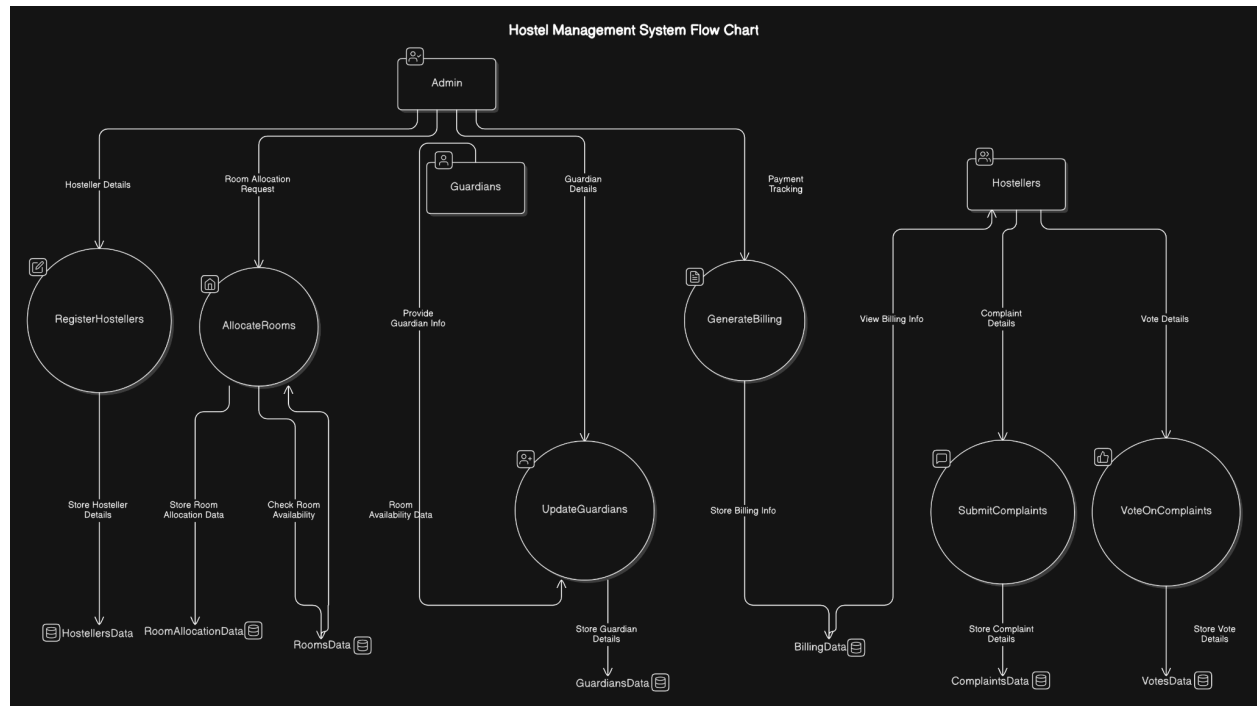 Hostel Management System Flow Chart
Admin
Hosteller Details
Room Allocation
Request
Guardians
Guardian
Details
Payment
Tracking
Hostellers
RegisterHostellers
AllocateRooms
Provide
Guardian Info
GenerateBilling
View Billing Info
Complaint
Details
Vote Details
Store Hosteller
Details
Store Room
Allocation Data
Check Room
Availability
Room
Availability Data
UpdateGuardians
Store Billing Info
SubmitComplaints
VoteOnComplaints
HostellersData
RoomAllocationData
RoomsData
Store Guardian
Details
BillingData
Store Complaint
Details
Store Vote
Details
GuardiansData
ComplaintsData
VotesData